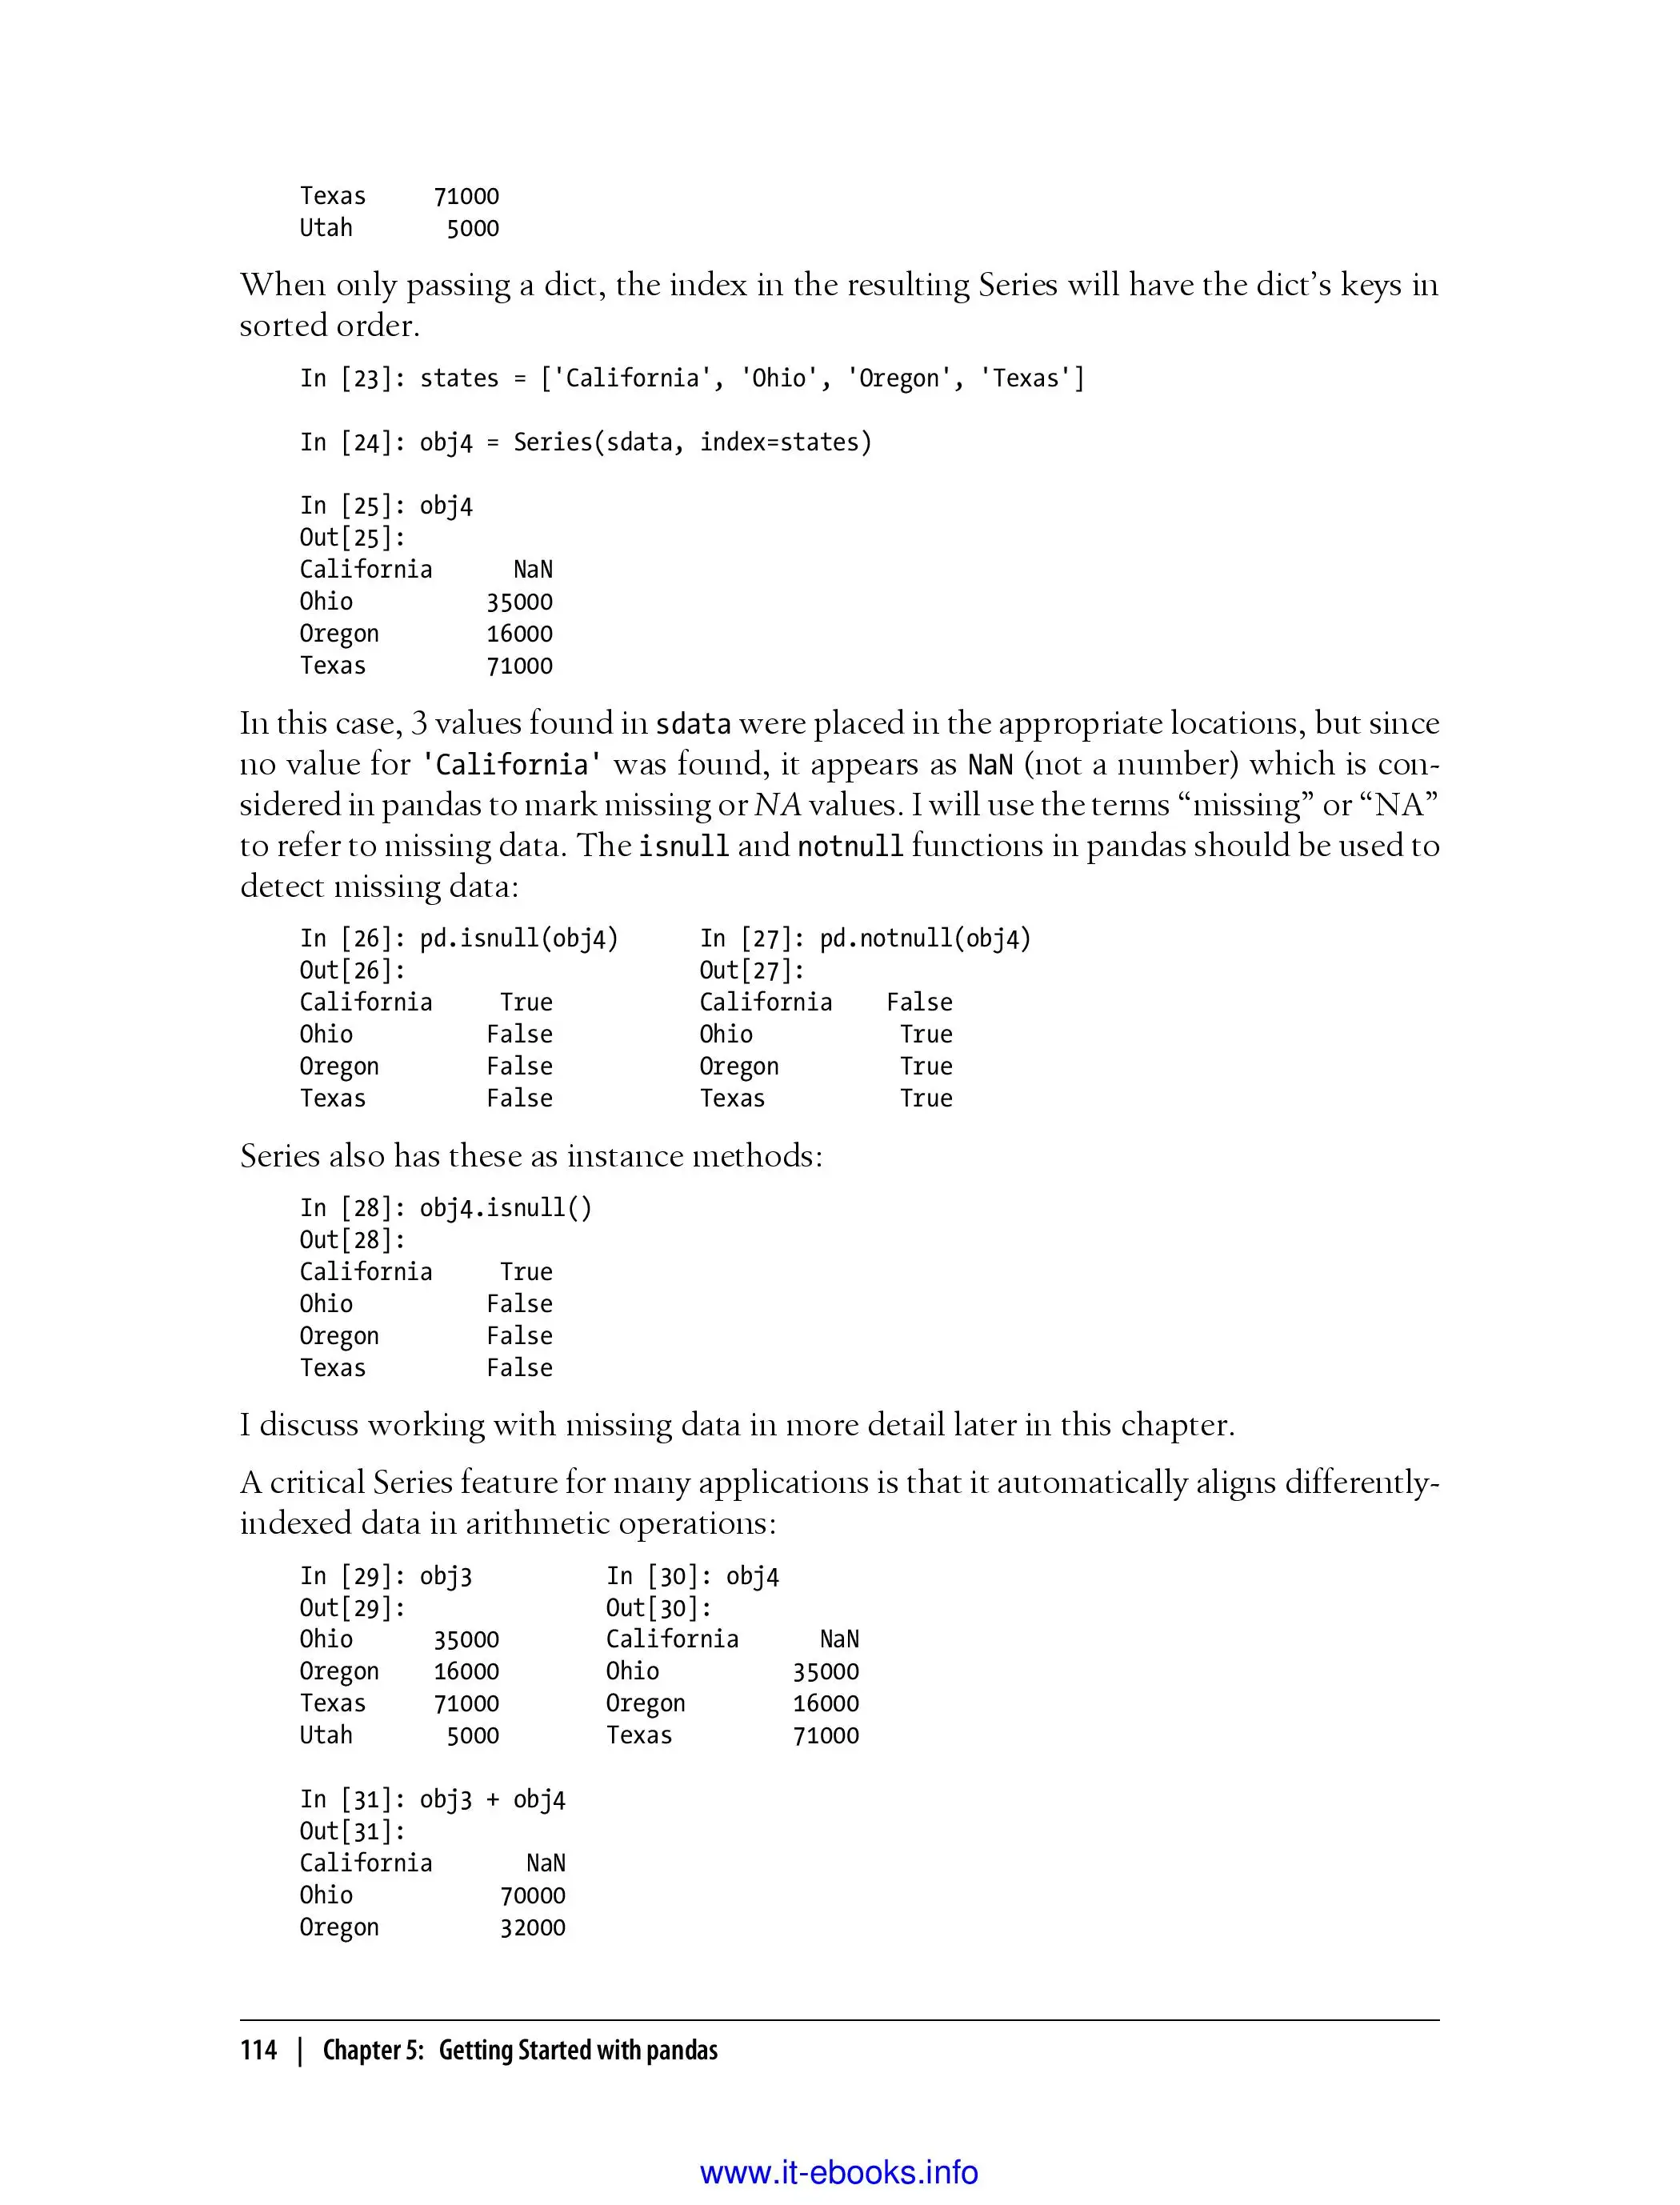 Texas     71000
Utah       5000
When only passing a dict, the index in the resulting Series will have the dict’s keys in
sorted order.
In [23]: states = ['California', 'Ohio', 'Oregon', 'Texas']
In [24]: obj4 = Series(sdata, index=states)
In [25]: obj4
Out[25]:
California      NaN
Ohio          35000
Oregon        16000
Texas         71000
In this case, 3 values found in sdata were placed in the appropriate locations, but since
no value for 'California' was found, it appears as NaN (not a number) which is con-
sidered in pandas to mark missing or NA values. I will use the terms “missing” or “NA”
to refer to missing data. The isnull and notnull functions in pandas should be used to
detect missing data:
In [26]: pd.isnull(obj4)      In [27]: pd.notnull(obj4)
Out[26]:                      Out[27]:
California     True           California    False
Ohio          False           Ohio           True
Oregon        False           Oregon         True
Texas         False           Texas          True
Series also has these as instance methods:
In [28]: obj4.isnull()
Out[28]:
California     True
Ohio          False
Oregon        False
Texas         False
I discuss working with missing data in more detail later in this chapter.
A critical Series feature for many applications is that it automatically aligns differently-
indexed data in arithmetic operations:
In [29]: obj3          In [30]: obj4
Out[29]:               Out[30]:
Ohio      35000        California      NaN
Oregon    16000        Ohio          35000
Texas     71000        Oregon        16000
Utah       5000        Texas         71000
In [31]: obj3 + obj4
Out[31]:
California       NaN
Ohio           70000
Oregon         32000
114 | Chapter 5: Getting Started with pandas
www.it-ebooks.info